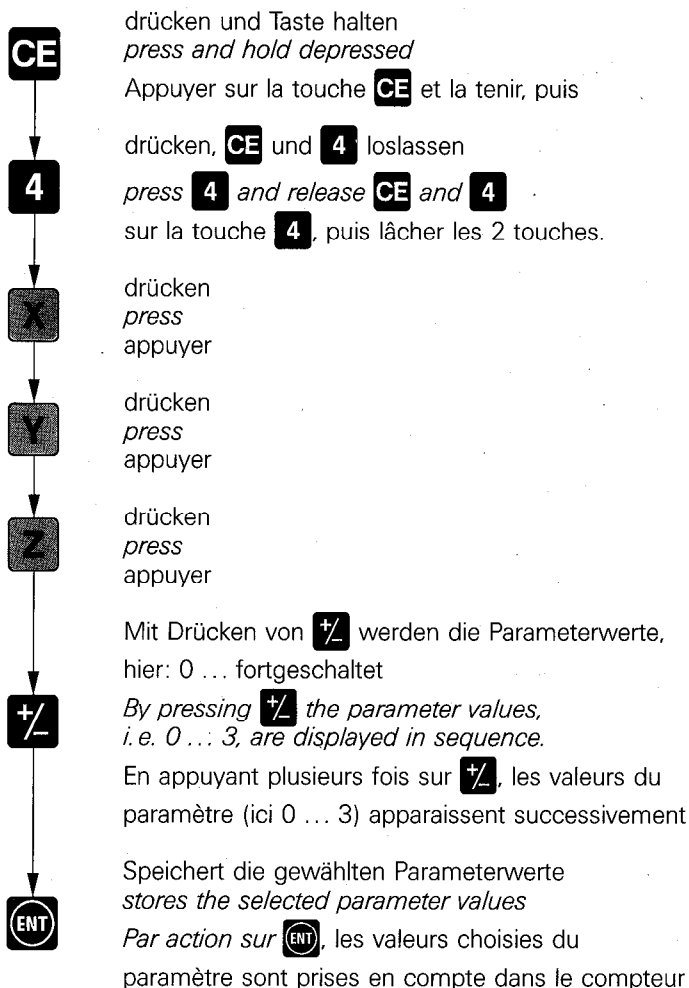 drücken und Taste halten
CE press and hold depressed
Appuyer sur la touche CE et la tenir, puis
drücken, CE und 4 loslassen
4 press 4 and release CE and 4
sur la touche 4, puis lâcher les 2 touches.
drücken
X press
appuyer
drücken
Y press
appuyer
drücken
Z press
appuyer
Mit Drücken von +/- werden die Parameterwerte,
hier: 0 ... fortgeschaltet
+/- By pressing +/- the parameter values,
i. e. 0 ... 3, are displayed in sequence.
En appuyant plusieurs fois sur +/-, les valeurs du
paramètre (ici 0 ... 3) apparaissent successivement
Speichert die gewählten Parameterwerte
stores the selected parameter values
ENT Par action sur ENT, les valeurs choisies du
paramètre sont prises en compte dans le compteur